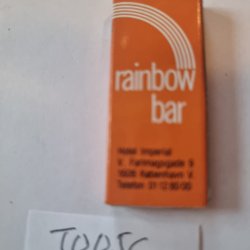 rainbow
bar
Hotel Imperial
V. Farimagsgade 9
1606 København V
Telefon 01 12 80 00